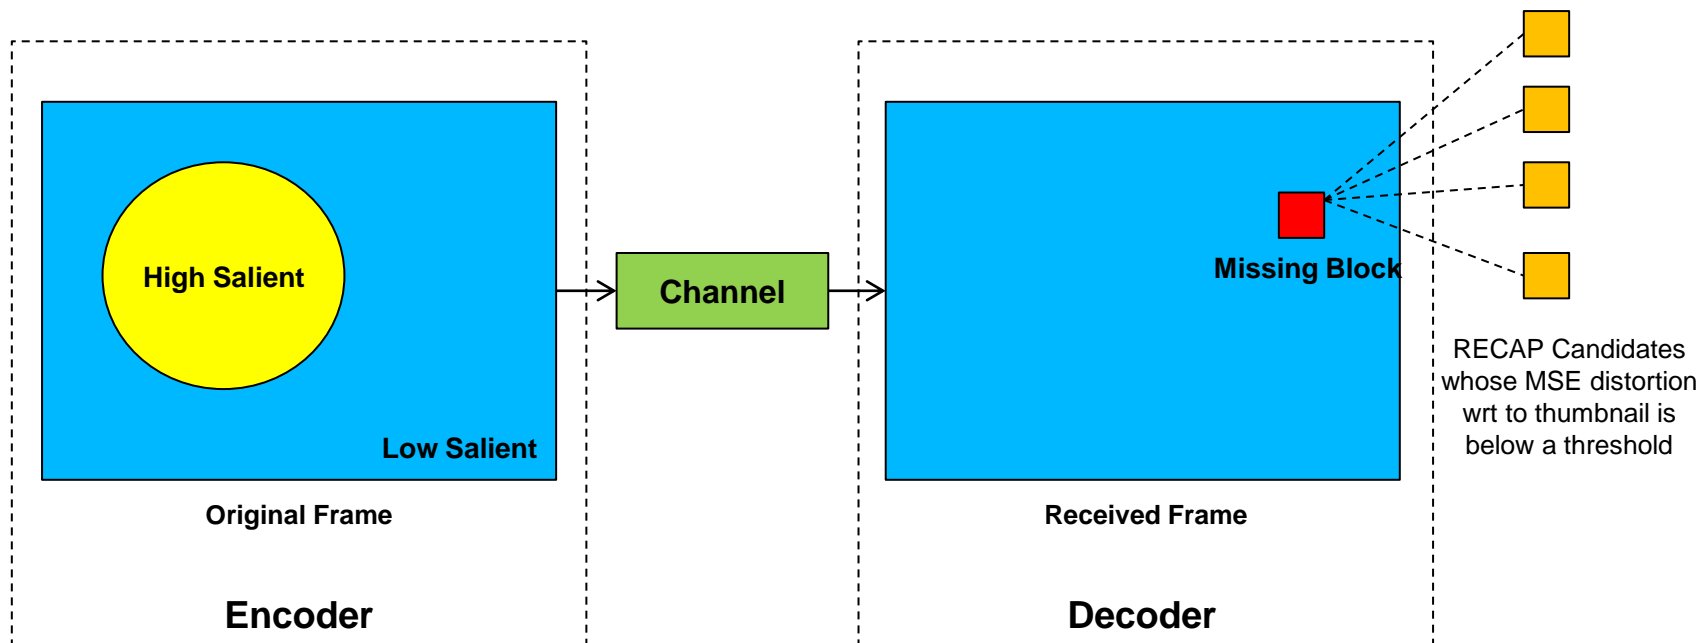 High Salient
Low Salient
Original Frame
Encoder
Channel
Missing Block
Received Frame
Decoder
RECAP Candidates
whose MSE distortion
wrt to thumbnail is
below a threshold